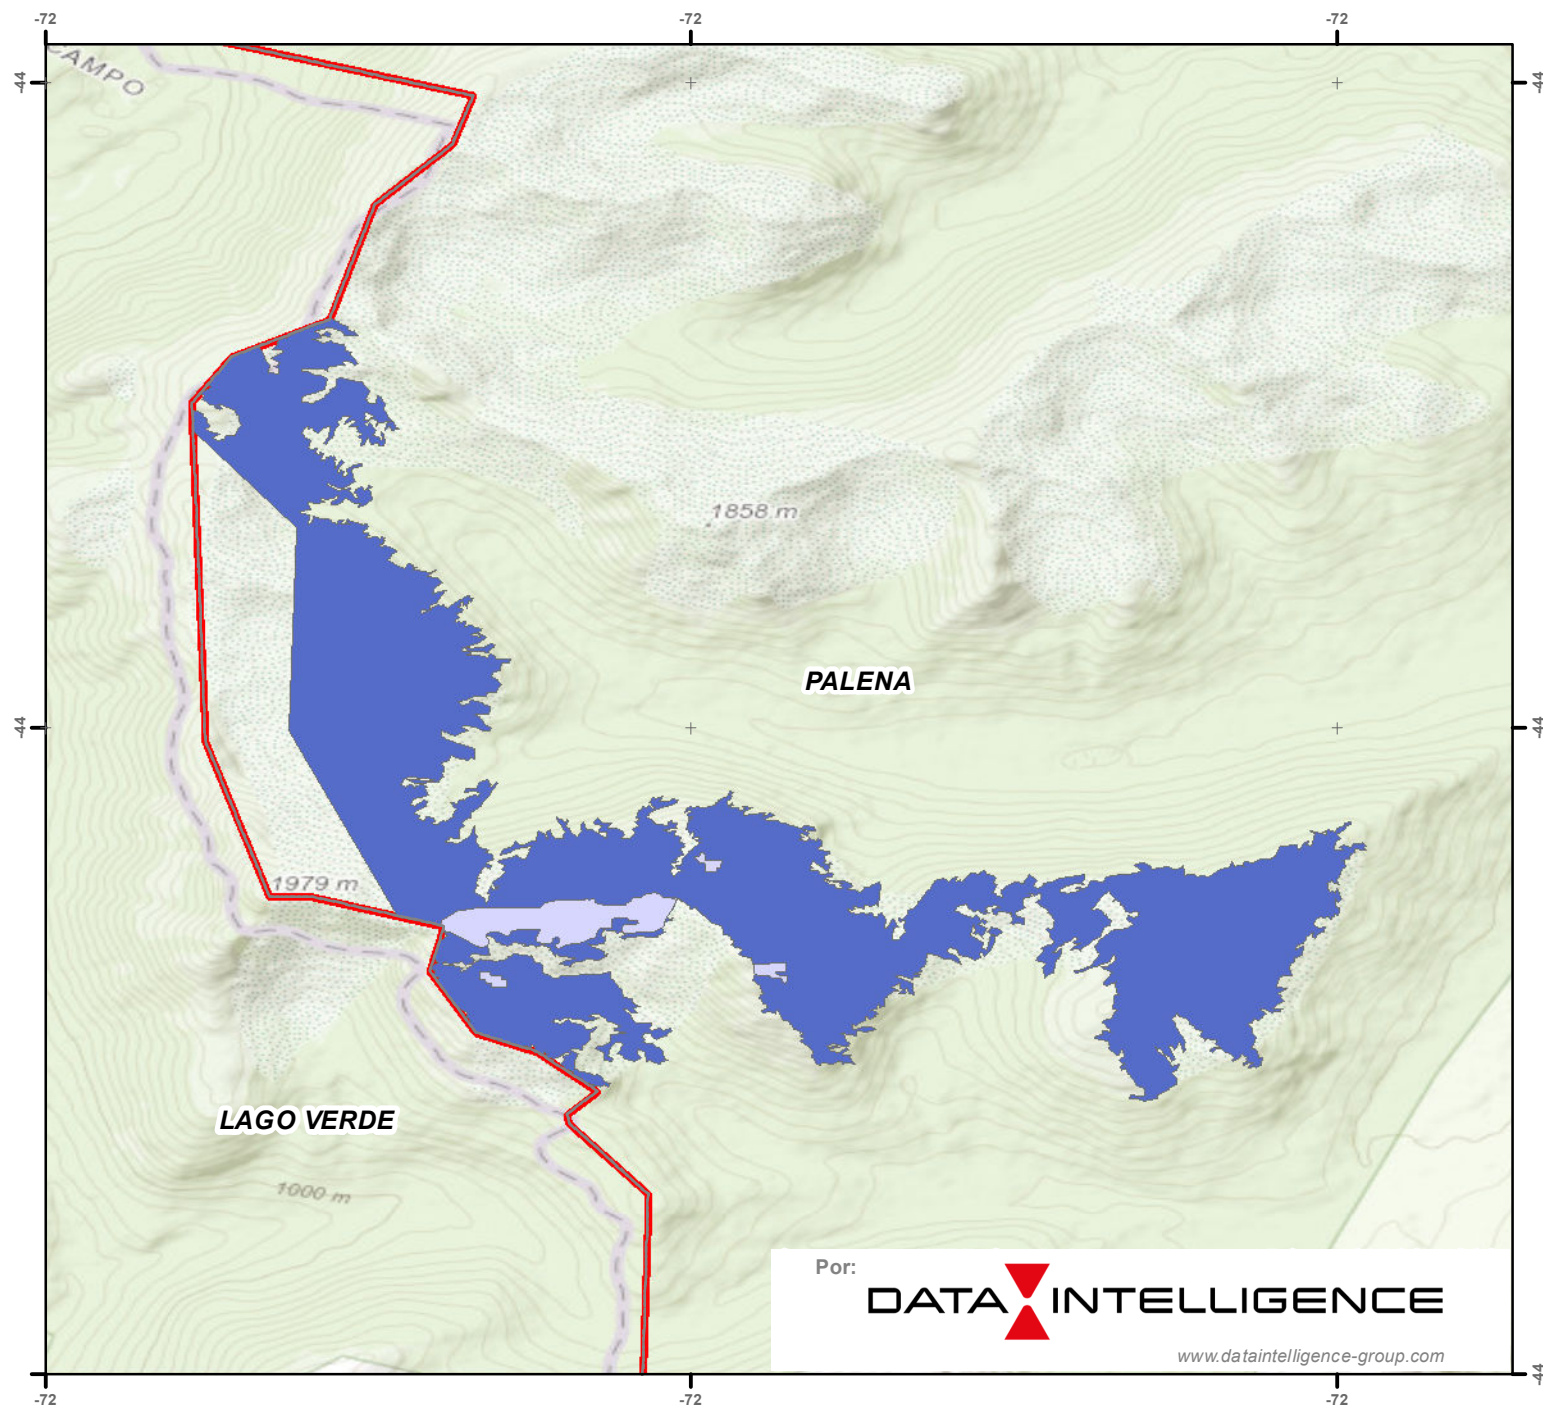 -72 -72 -72
CAMPO
44 44
1858 m
PALENA
44 44
1979 m
LAGO VERDE
1000 m
Por:
DATA INTELLIGENCE
www.dataintelligence-group.com
44
-72 -72 -72